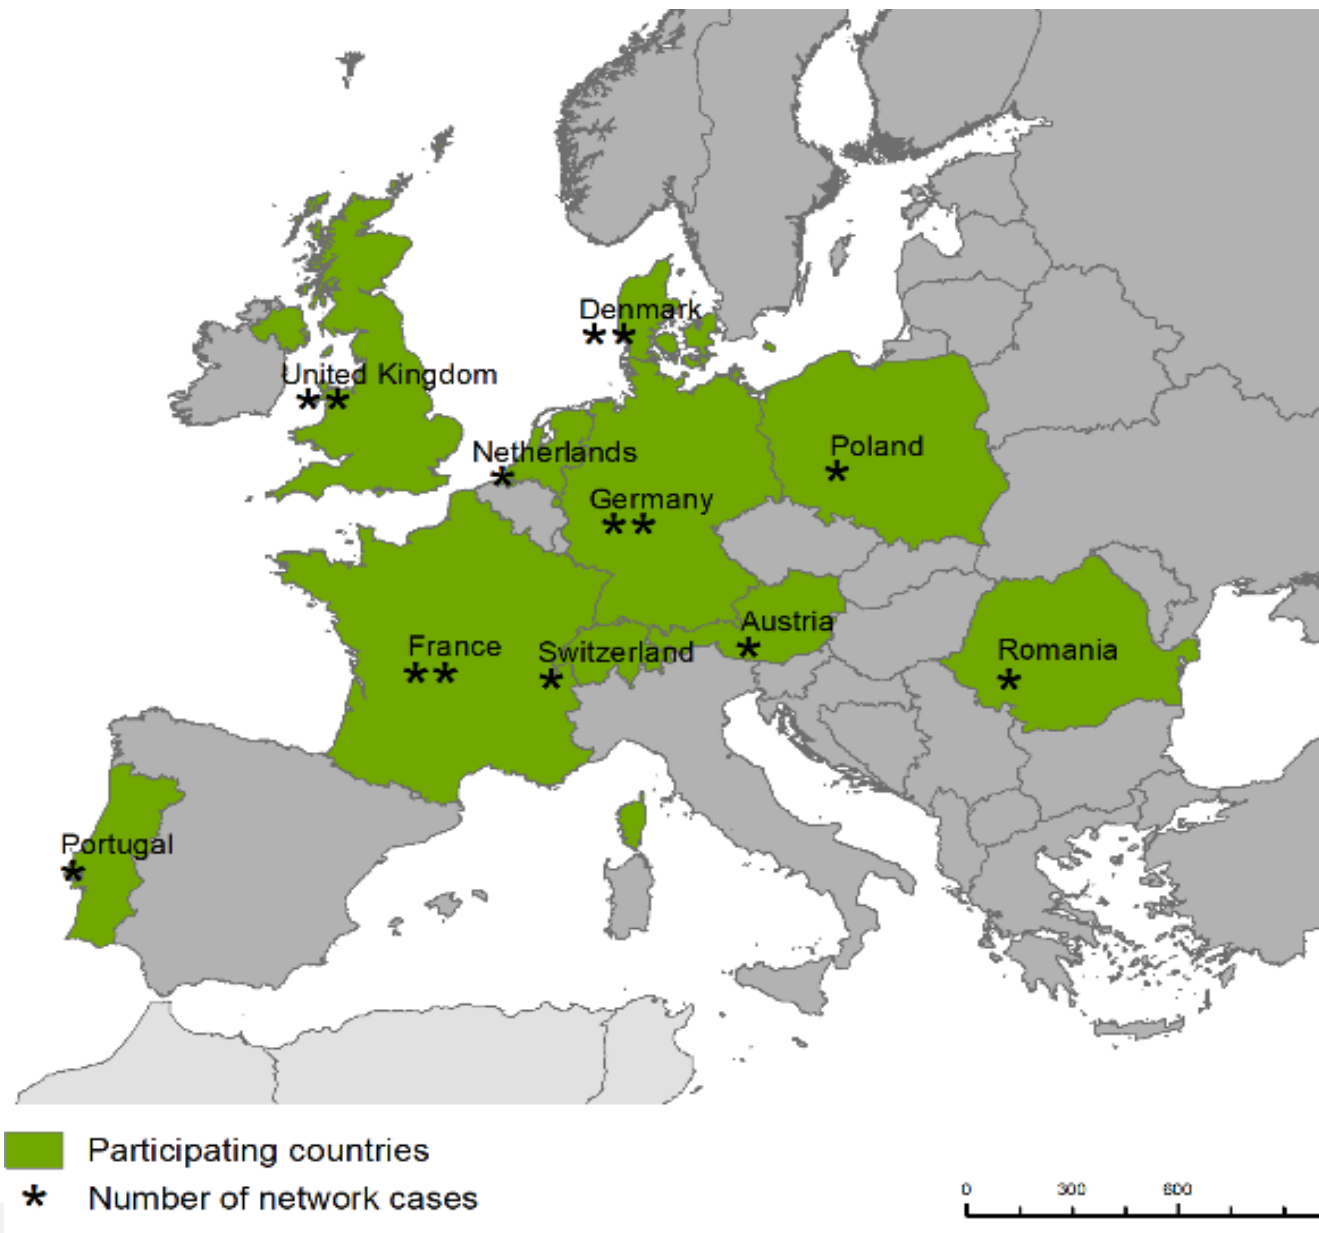 Denmark
**
United Kingdom
**
Netherlands
*
Poland
*
Germany
**
Austria
*
France
**
Switzerland
*
Romania
*
Portugal
*
Participating countries
* Number of network cases
0 300 600